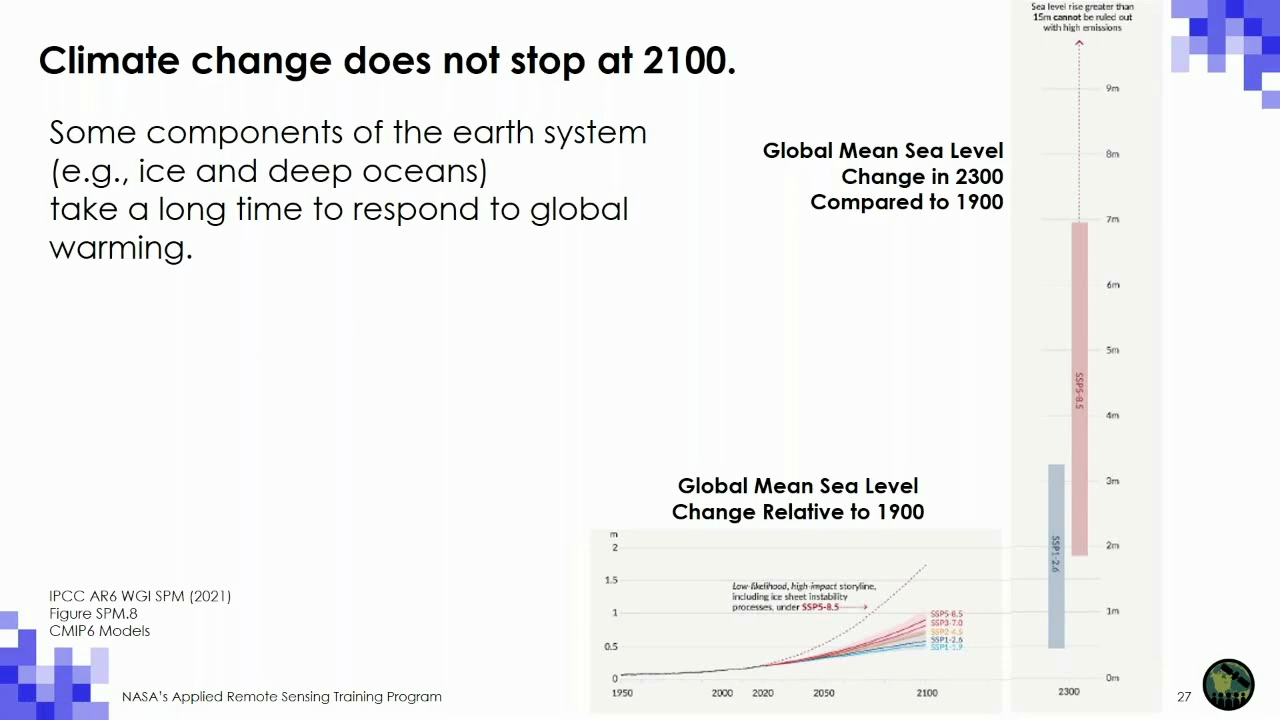 Climate change does not stop at 2100.
Some components of the earth system
(e.g., ice and deep oceans)
take a long time to respond to global
warming.
Sea level rise greater than
15m cannot be ruled out
with high emissions
Global Mean Sea Level
Change in 2300
Compared to 1900
9m
8m
7m
6m
5m
4m
3m
2m
1m
0m
SSP5-8.5
SSP1-2.6
2300
Global Mean Sea Level
Change Relative to 1900
m
2
1.5
1
0.5
0
Low-likelihood, high-impact storyline,
including ice sheet instability
processes, under SSP5-8.5
SSP5-8.5
SSP3-7.0
SSP2-4.5
SSP1-2.6
SSP1-1.9
1950
2000
2020
2050
2100
IPCC AR6 WGI SPM (2021)
Figure SPM.8
CMIP6 Models
NASA's Applied Remote Sensing Training Program
27